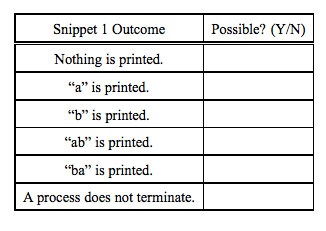 Snippet 1 Outcome Possible? (Y/N)
Nothing is printed.
“a” is printed.
“b” is printed.
“ab” is printed.
“ba” is printed.
A process does not terminate.